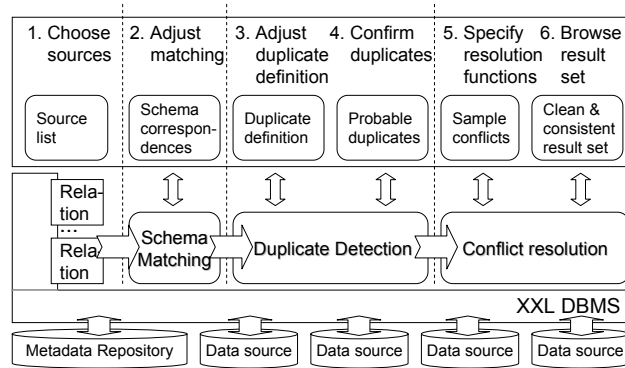 1. Choose
sources
2. Adjust
matching
3. Adjust
duplicate
definition
4. Confirm
duplicates
5. Specify
resolution
functions
6. Browse
result
set
Source
list
Schema
correspon-
dences
Duplicate
definition
Probable
duplicates
Sample
conflicts
Clean &
consistent
result set
Rela-
tion
...
Rela-
tion
Schema
Matching
Duplicate Detection
Conflict resolution
XXL DBMS
Metadata Repository
Data source
Data source
Data source
Data source